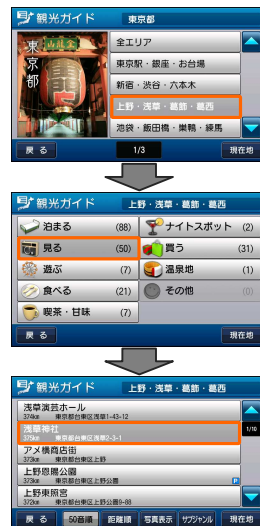 観光ガイド 東京都
東京都
全エリア
東京駅・銀座・お台場
新宿・渋谷・六本木
上野・浅草・葛飾・葛西
池袋・飯田橋・巣鴨・練馬
戻る 1/3 現在地
観光ガイド 上野・浅草・葛飾・葛西
泊まる (88) ナイトスポット (2)
見る (50) 買う (31)
遊ぶ (7) 温泉地 (1)
食べる (21) その他 (0)
喫茶・甘味 (7)
戻る 現在地
観光ガイド 上野・浅草・葛飾・葛西
浅草演芸ホール
374km 東京都台東区浅草1-43-12
浅草神社
375km 東京都台東区浅草2-3-1
1/10
アメ横商店街
373km 東京都台東区上野
上野恩賜公園
373km 東京都台東区上野公園
P
上野東照宮
372km 東京都台東区上野公園9-88
戻る 50音順 距離順 写真表示 サブジャンル 現在地